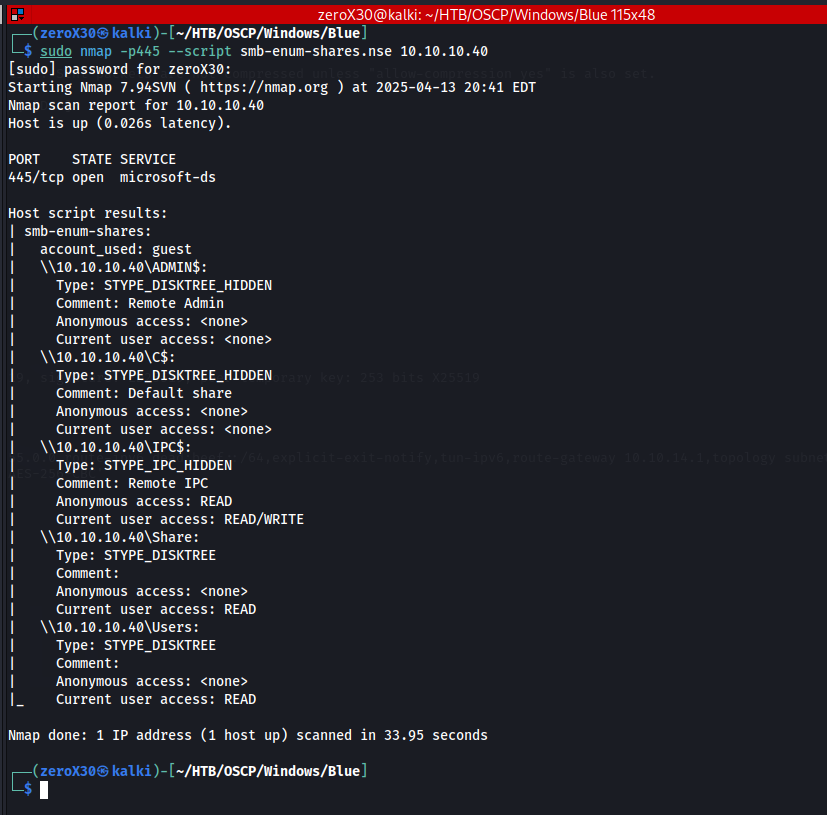 zeroX30@kalki: ~/HTB/OSCP/Windows/Blue 115x48
┌──(zeroX30㉿kalki)-[~/HTB/OSCP/Windows/Blue]
└─$ sudo nmap -p445 --script smb-enum-shares.nse 10.10.10.40
[sudo] password for zeroX30:
Starting Nmap 7.94SVN ( https://nmap.org ) at 2025-04-13 20:41 EDT
Nmap scan report for 10.10.10.40
Host is up (0.026s latency).

PORT    STATE SERVICE
445/tcp open  microsoft-ds

Host script results:
| smb-enum-shares:
|   account_used: guest
|   \\10.10.10.40\ADMIN$:
|     Type: STYPE_DISKTREE_HIDDEN
|     Comment: Remote Admin
|     Anonymous access: <none>
|     Current user access: <none>
|   \\10.10.10.40\C$:
|     Type: STYPE_DISKTREE_HIDDEN
|     Comment: Default share
|     Anonymous access: <none>
|     Current user access: <none>
|   \\10.10.10.40\IPC$:
|     Type: STYPE_IPC_HIDDEN
|     Comment: Remote IPC
|     Anonymous access: READ
|     Current user access: READ/WRITE
|   \\10.10.10.40\Share:
|     Type: STYPE_DISKTREE
|     Comment:
|     Anonymous access: <none>
|     Current user access: READ
|   \\10.10.10.40\Users:
|     Type: STYPE_DISKTREE
|     Comment:
|     Anonymous access: <none>
|_    Current user access: READ

Nmap done: 1 IP address (1 host up) scanned in 33.95 seconds

┌──(zeroX30㉿kalki)-[~/HTB/OSCP/Windows/Blue]
└─$